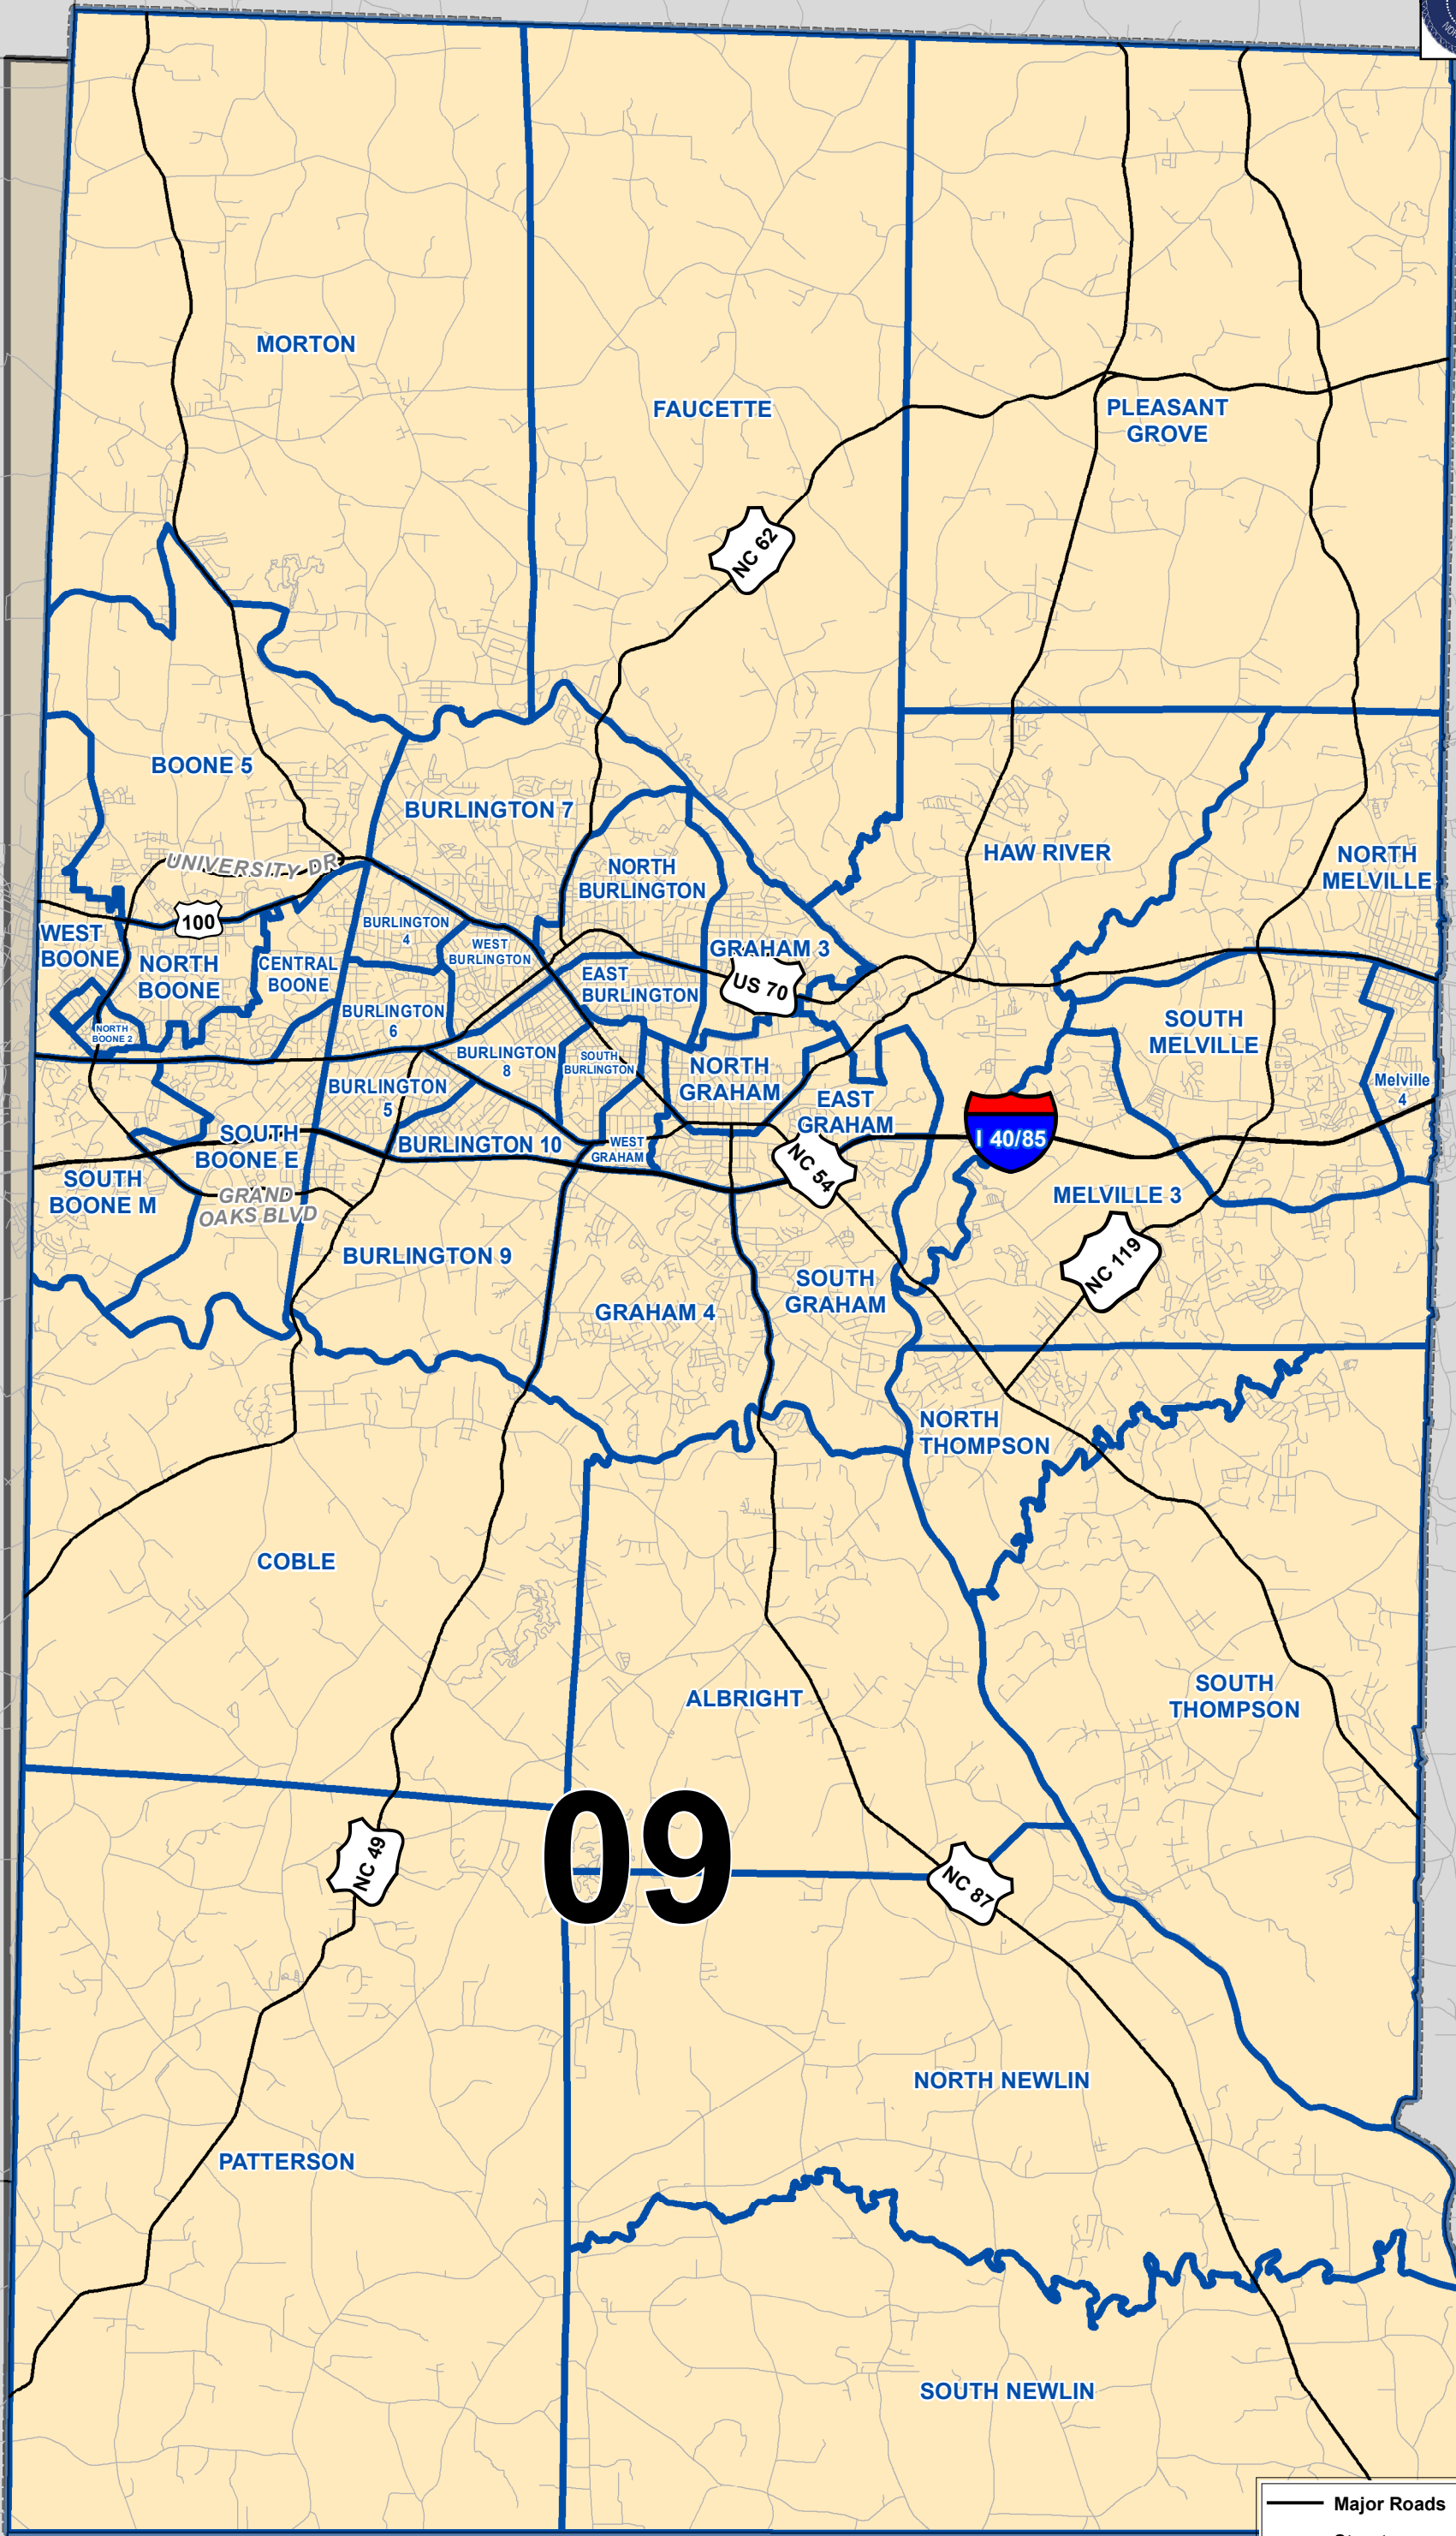 MORTON
FAUCETTE
PLEASANT
GROVE
NC 62
BOONE 5
BURLINGTON 7
UNIVERSITY DR
NORTH
BURLINGTON
HAW RIVER
NORTH
MELVILLE
100
WEST
BOONE
NORTH
BOONE
CENTRAL
BOONE
BURLINGTON
4
WEST
BURLINGTON
GRAHAM 3
US 70
EAST
BURLINGTON
NORTH
BOONE 2
BURLINGTON
6
BURLINGTON
8
SOUTH
BURLINGTON
NORTH
GRAHAM
SOUTH
MELVILLE
Melville
4
BURLINGTON
5
EAST
GRAHAM
I 40/85
SOUTH
BOONE E
BURLINGTON 10
WEST
GRAHAM
NC 54
SOUTH
BOONE M
GRAND
OAKS BLVD
MELVILLE 3
NC 119
BURLINGTON 9
GRAHAM 4
SOUTH
GRAHAM
NORTH
THOMPSON
COBLE
ALBRIGHT
SOUTH
THOMPSON
09
NC 49
NC 87
NORTH NEWLIN
PATTERSON
SOUTH NEWLIN
Major Roads